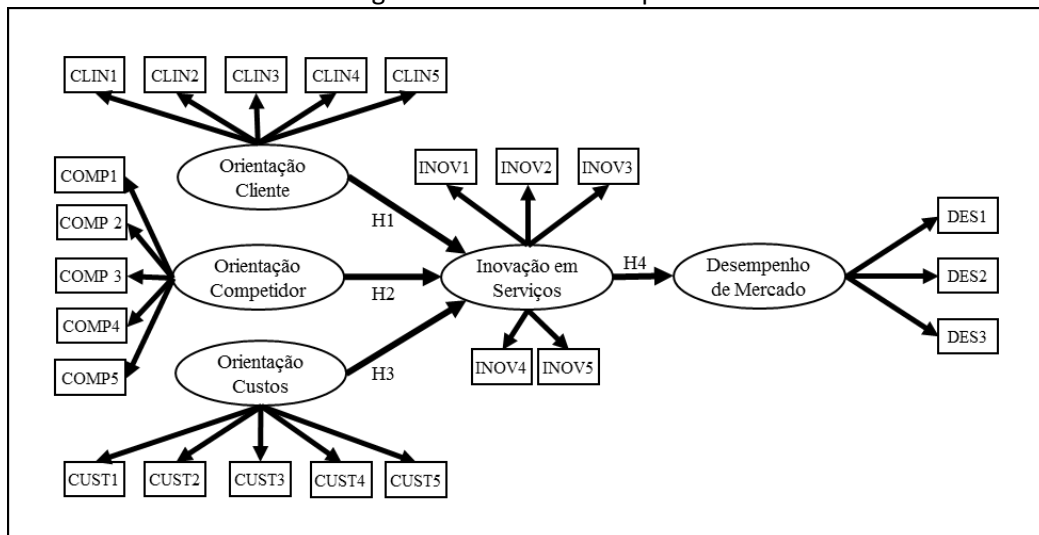 CLIN1
CLIN2
CLIN3
CLIN4
CLIN5
Orientação
Cliente
H1
COMP1
COMP 2
COMP 3
COMP4
COMP5
Orientação
Competidor
H2
Orientação
Custos
H3
CUST1
CUST2
CUST3
CUST4
CUST5
INOV1
INOV2
INOV3
Inovação em
Serviços
INOV4
INOV5
H4
Desempenho
de Mercado
DES1
DES2
DES3